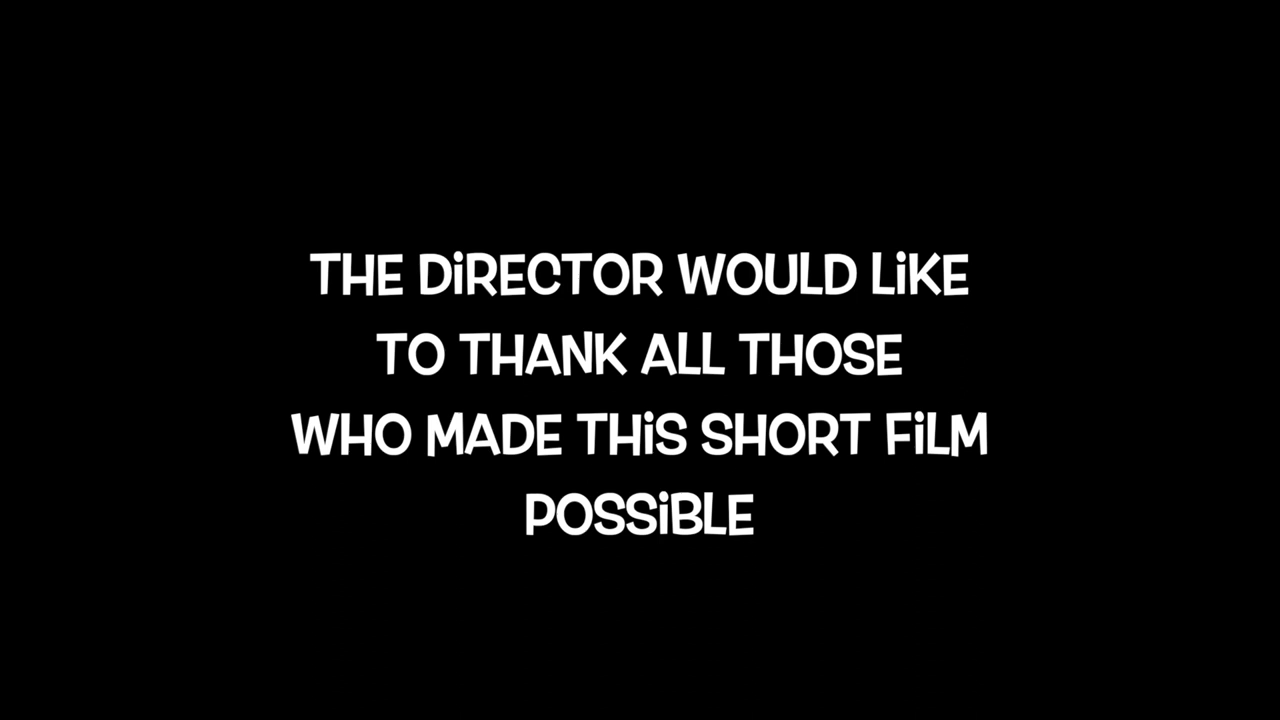 THE DiRECTOR WOULD LiKE
TO THANK ALL THOSE
WHO MADE THiS SHORT FiLM
POSSiBLE